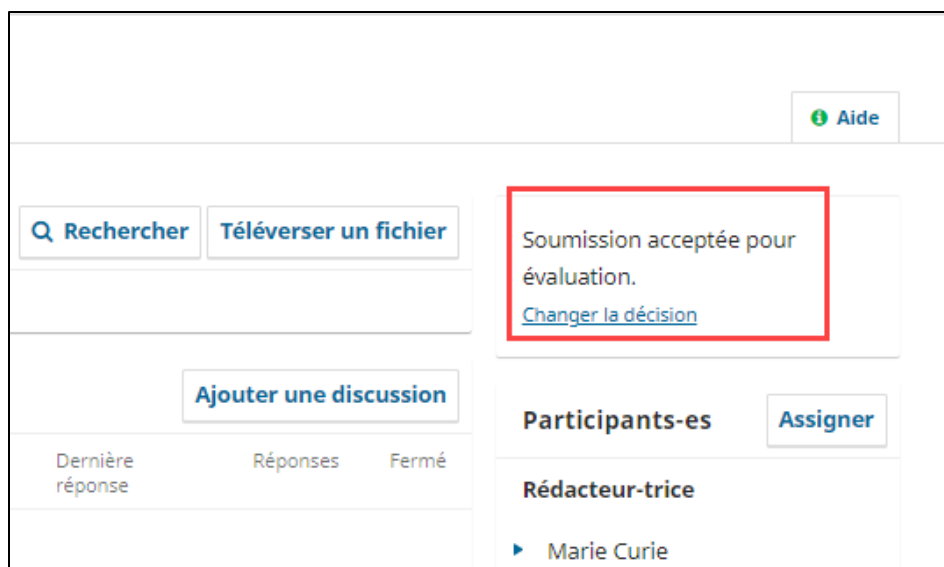 Aide
Rechercher
Téléverser un fichier
Soumission acceptée pour
évaluation.
Changer la décision
Ajouter une discussion
Dernière
réponse
Réponses
Fermé
Participants-es
Assigner
Rédacteur-trice
Marie Curie